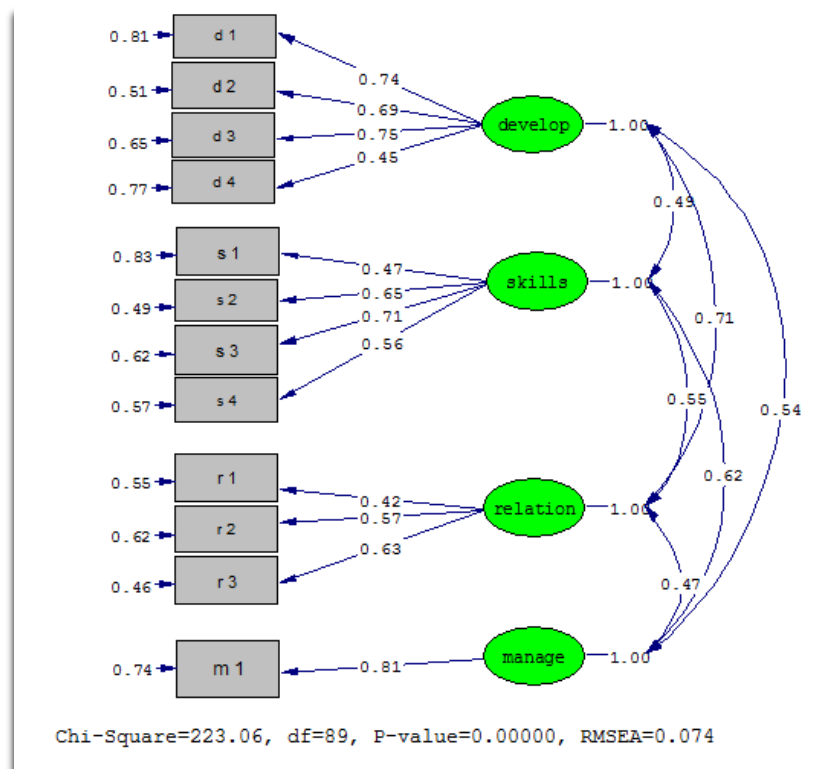 0.81 d 1
0.74
0.51 d 2
0.69
develop 1.00
0.65 d 3
0.75
0.45
0.77 d 4
0.49
0.83 s 1
0.47
skills 1.00
0.49 s 2
0.65
0.71
0.62 s 3
0.56
0.57 s 4
0.71
0.55
0.54
0.62
0.55 r 1
0.42
relation 1.00
0.57
0.62 r 2
0.63
0.46 r 3
0.47
manage 1.00
0.74 m 1
0.81
Chi-Square=223.06, df=89, P-value=0.00000, RMSEA=0.074